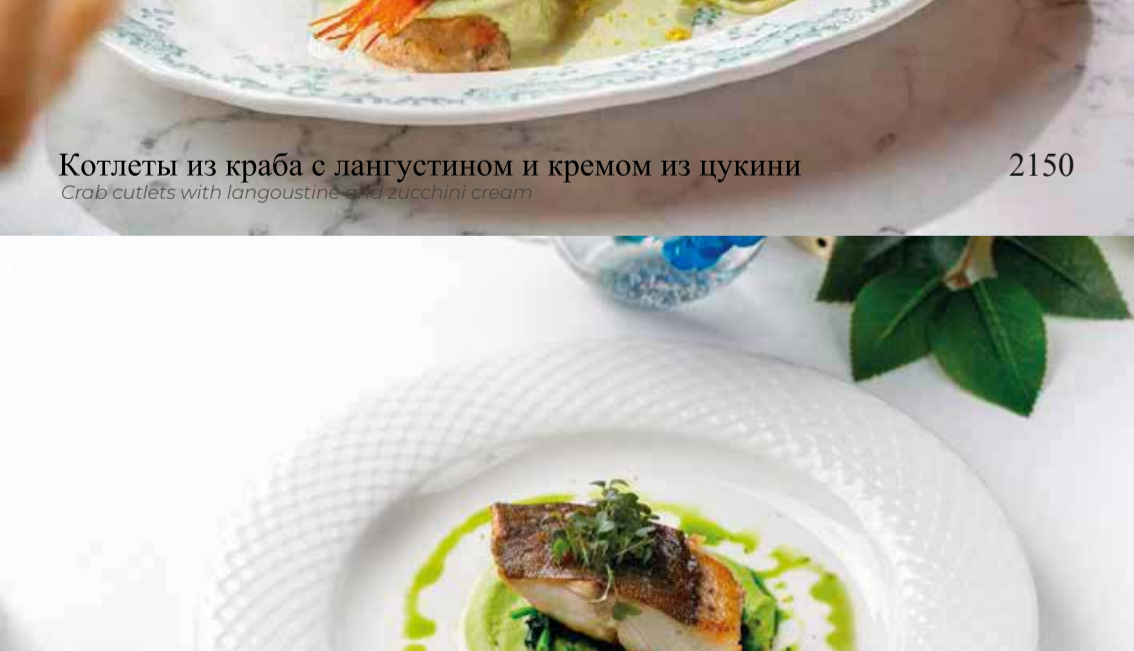 Котлеты из краба с лангустином и кремом из цукини 2150
Crab cutlets with langoustine and zucchini cream